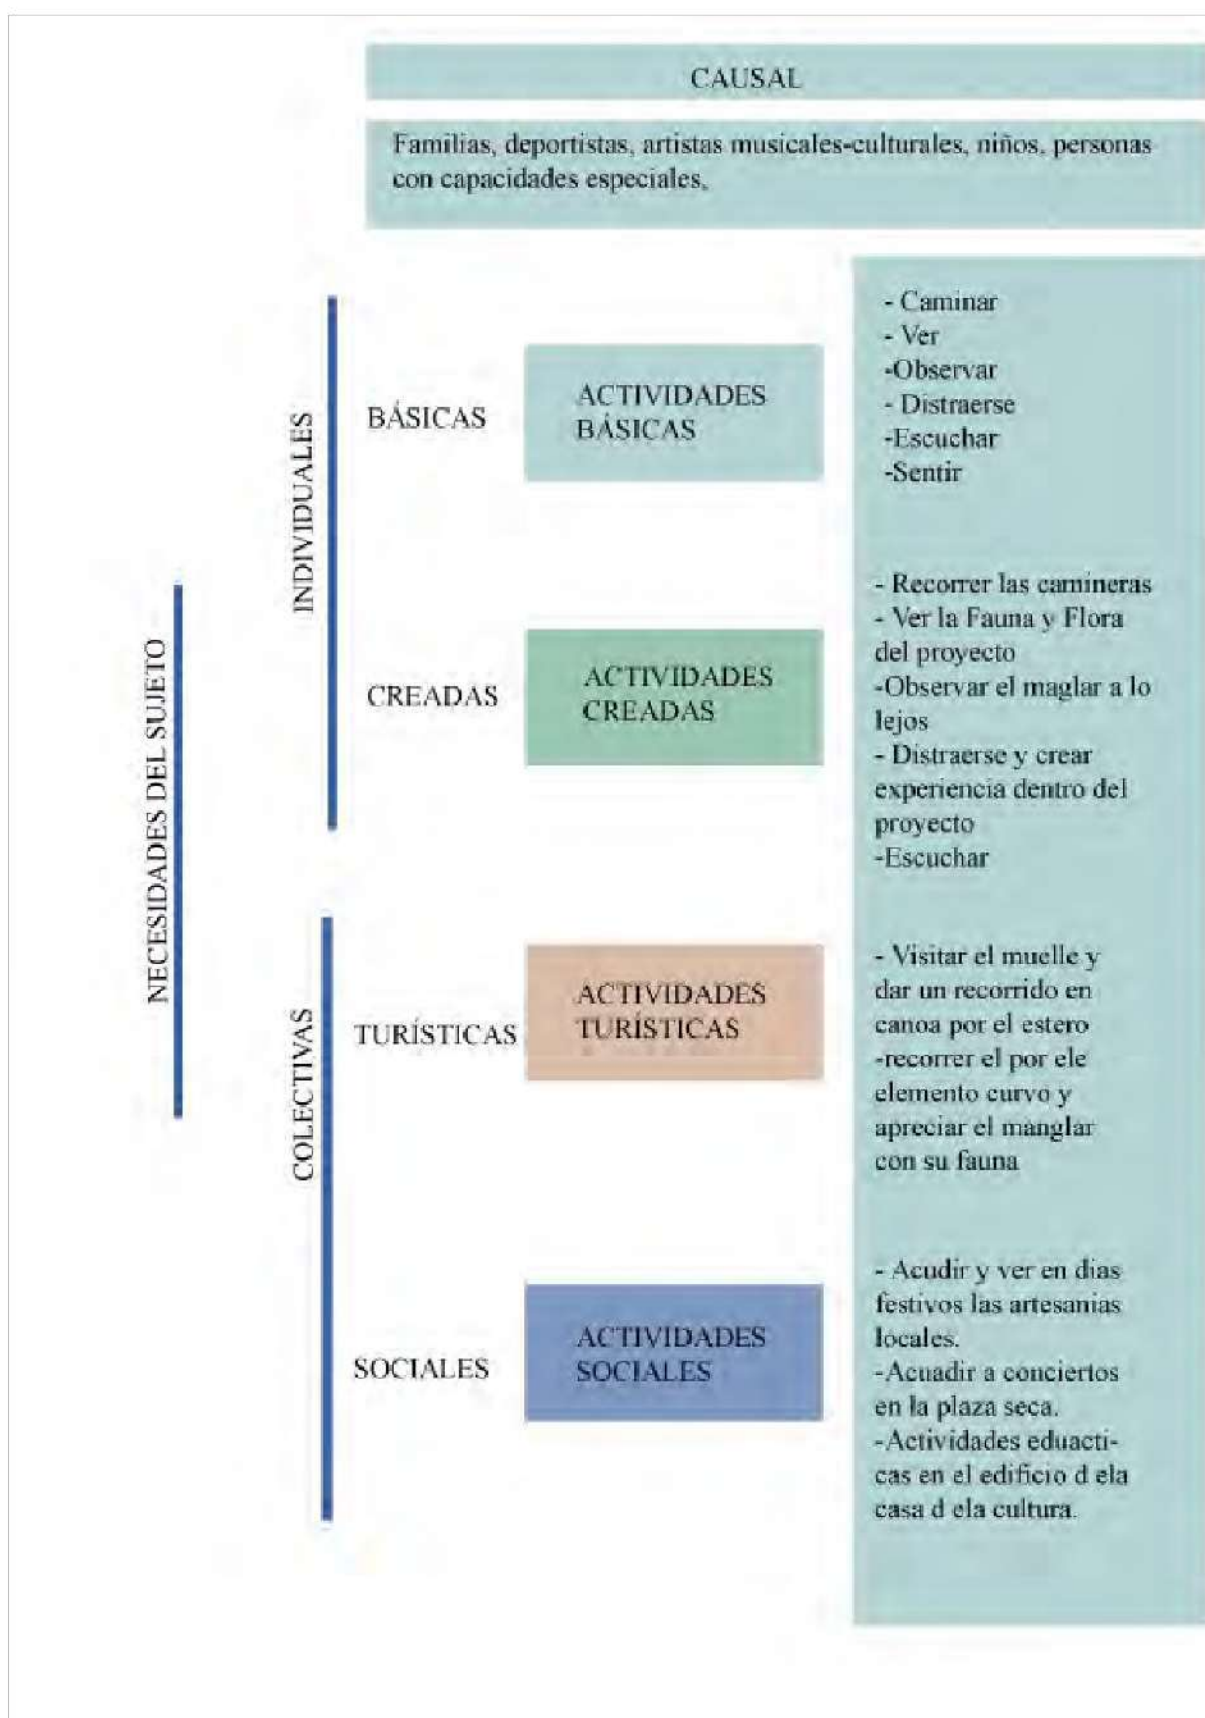 CAUSAL
Familias, deportistas, artistas musicales-culturales, niños, personas
con capacidades especiales,
NECESIDADES DEL SUJETO
INDIVIDUALES
BÁSICAS
ACTIVIDADES
BÁSICAS
- Caminar
- Ver
-Observar
- Distraerse
-Escuchar
-Sentir
CREADAS
ACTIVIDADES
CREADAS
- Recorrer las camineras
- Ver la Fauna y Flora
del proyecto
-Observar el maglar a lo
lejos
- Distraerse y crear
experiencia dentro del
proyecto
-Escuchar
COLECTIVAS
TURÍSTICAS
ACTIVIDADES
TURÍSTICAS
- Visitar el muelle y
dar un recorrido en
canoa por el estero
-recorrer el por ele
elemento curvo y
apreciar el manglar
con su fauna
SOCIALES
ACTIVIDADES
SOCIALES
- Acudir y ver en dias
festivos las artesanias
locales.
-Acuadir a conciertos
en la plaza seca.
-Actividades eduacti-
cas en el edificio d ela
casa d ela cultura.